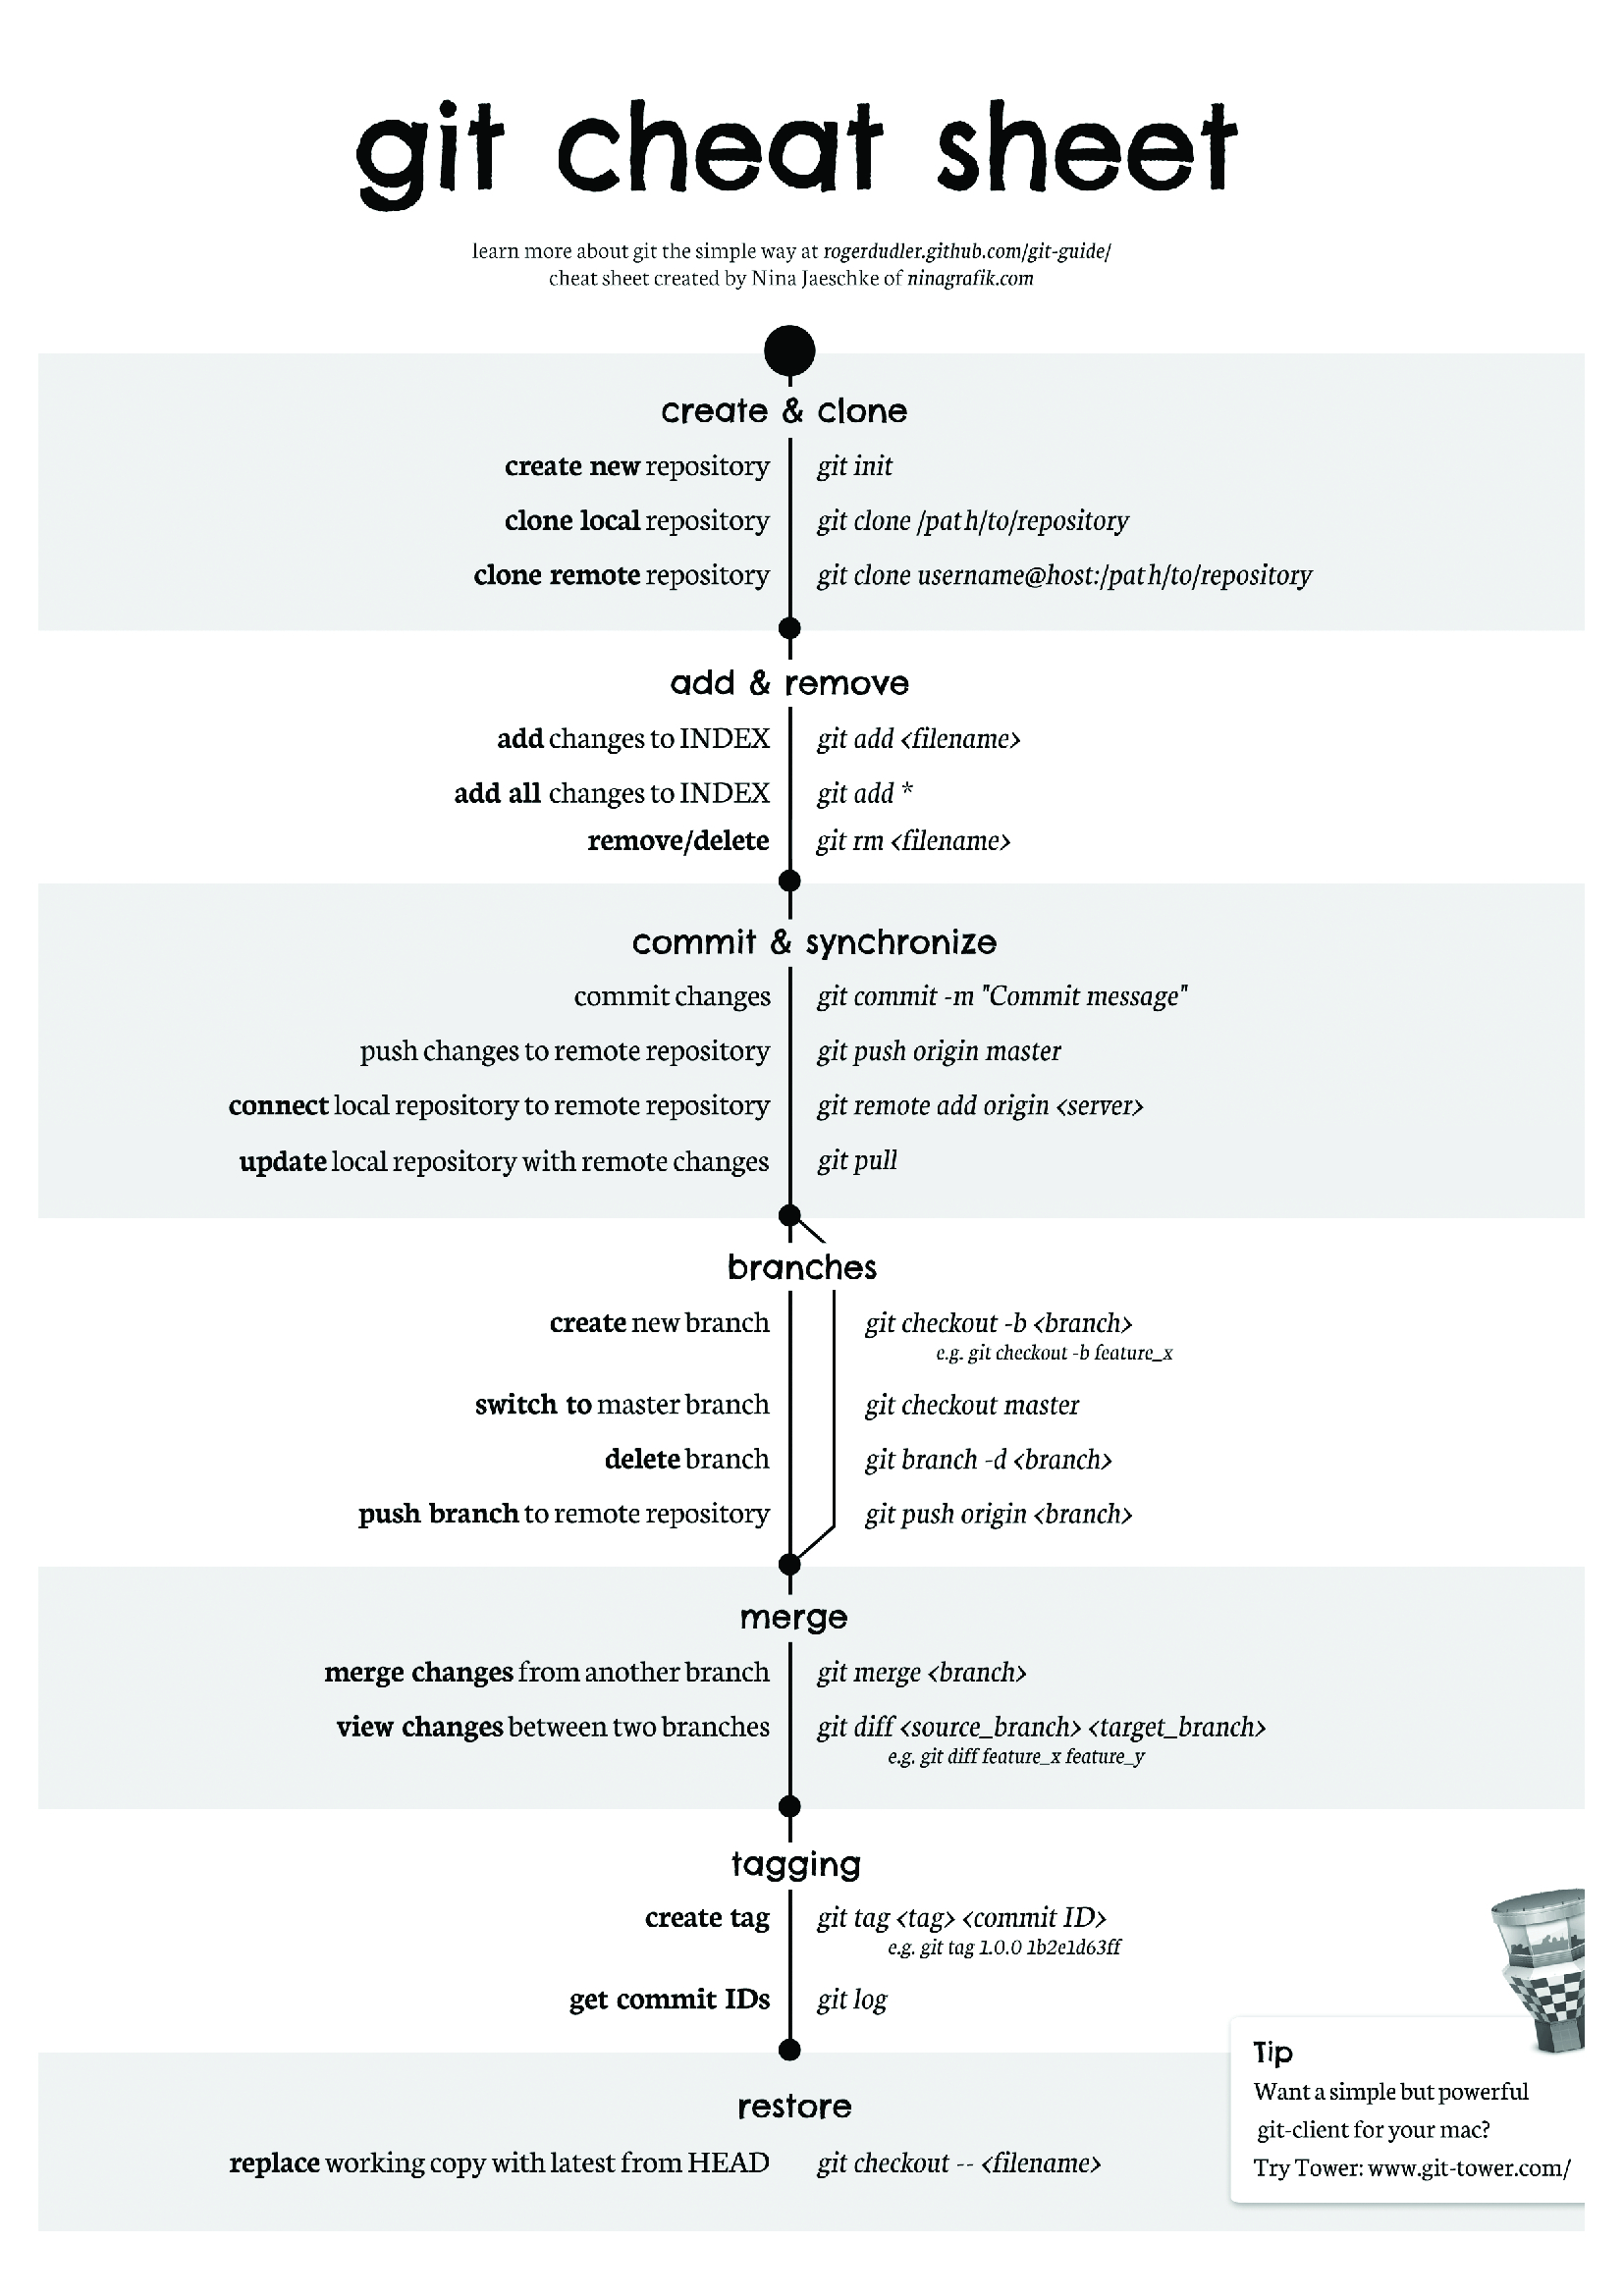 git cheat sheet
learn more about git the simple way at rogerdudler.github.com/git-guide/
cheat sheet created by Nina Jaeschke of ninagrafik.com
create & clone
create new repository git init
clone local repository git clone /path/to/repository
clone remote repository git clone username@host:/path/to/repository
add & remove
add changes to INDEX git add <filename>
add all changes to INDEX git add *
remove/delete git rm <filename>
commit & synchronize
commit changes git commit -m "Commit message"
push changes to remote repository git push origin master
connect local repository to remote repository git remote add origin <server>
update local repository with remote changes git pull
branches
create new branch git checkout -b <branch>
e.g. git checkout -b feature_x
switch to master branch git checkout master
delete branch git branch -d <branch>
push branch to remote repository git push origin <branch>
merge
merge changes from another branch git merge <branch>
view changes between two branches git diff <source_branch> <target_branch>
e.g. git diff feature_x feature_y
tagging
create tag git tag <tag> <commit ID>
e.g. git tag 1.0.0 1b2e1d63ff
get commit IDs git log
restore
replace working copy with latest from HEAD git checkout -- <filename>
Tip
Want a simple but powerful
git-client for your mac?
Try Tower: www.git-tower.com/